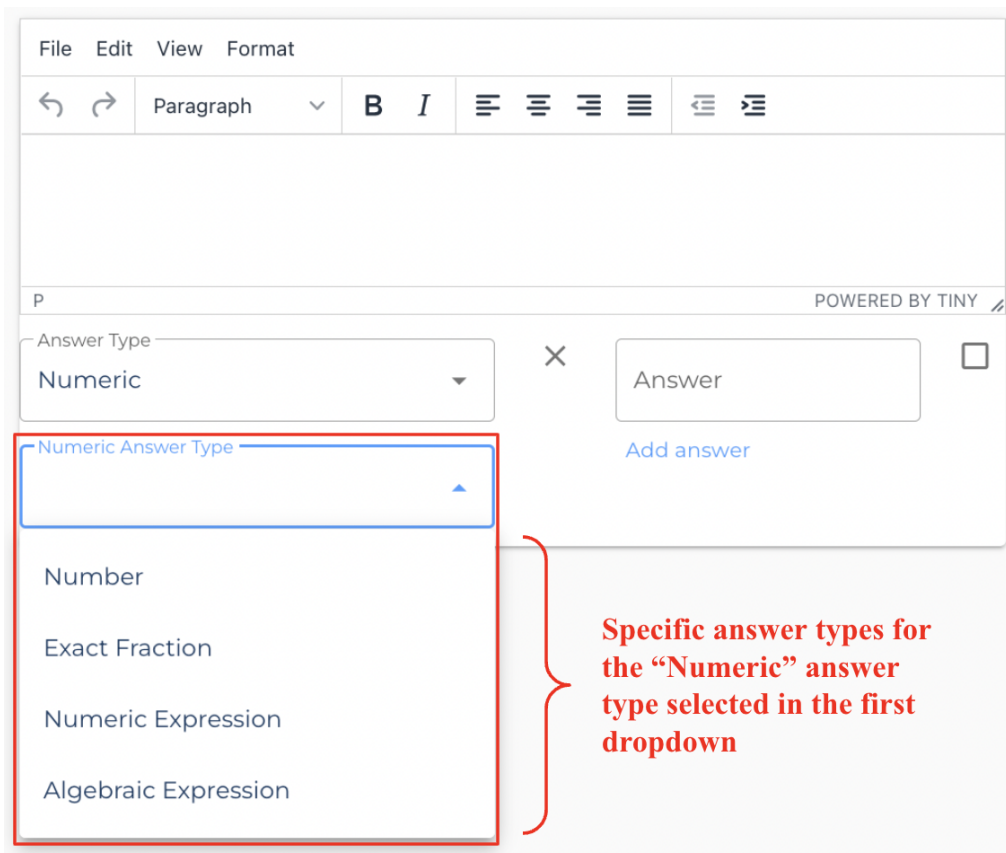 File Edit View Format
Paragraph B I
P POWERED BY TINY
Answer Type
Numeric
Answer
Numeric Answer Type
Add answer
Number
Exact Fraction
Numeric Expression
Algebraic Expression
Specific answer types for
the “Numeric” answer
type selected in the first
dropdown